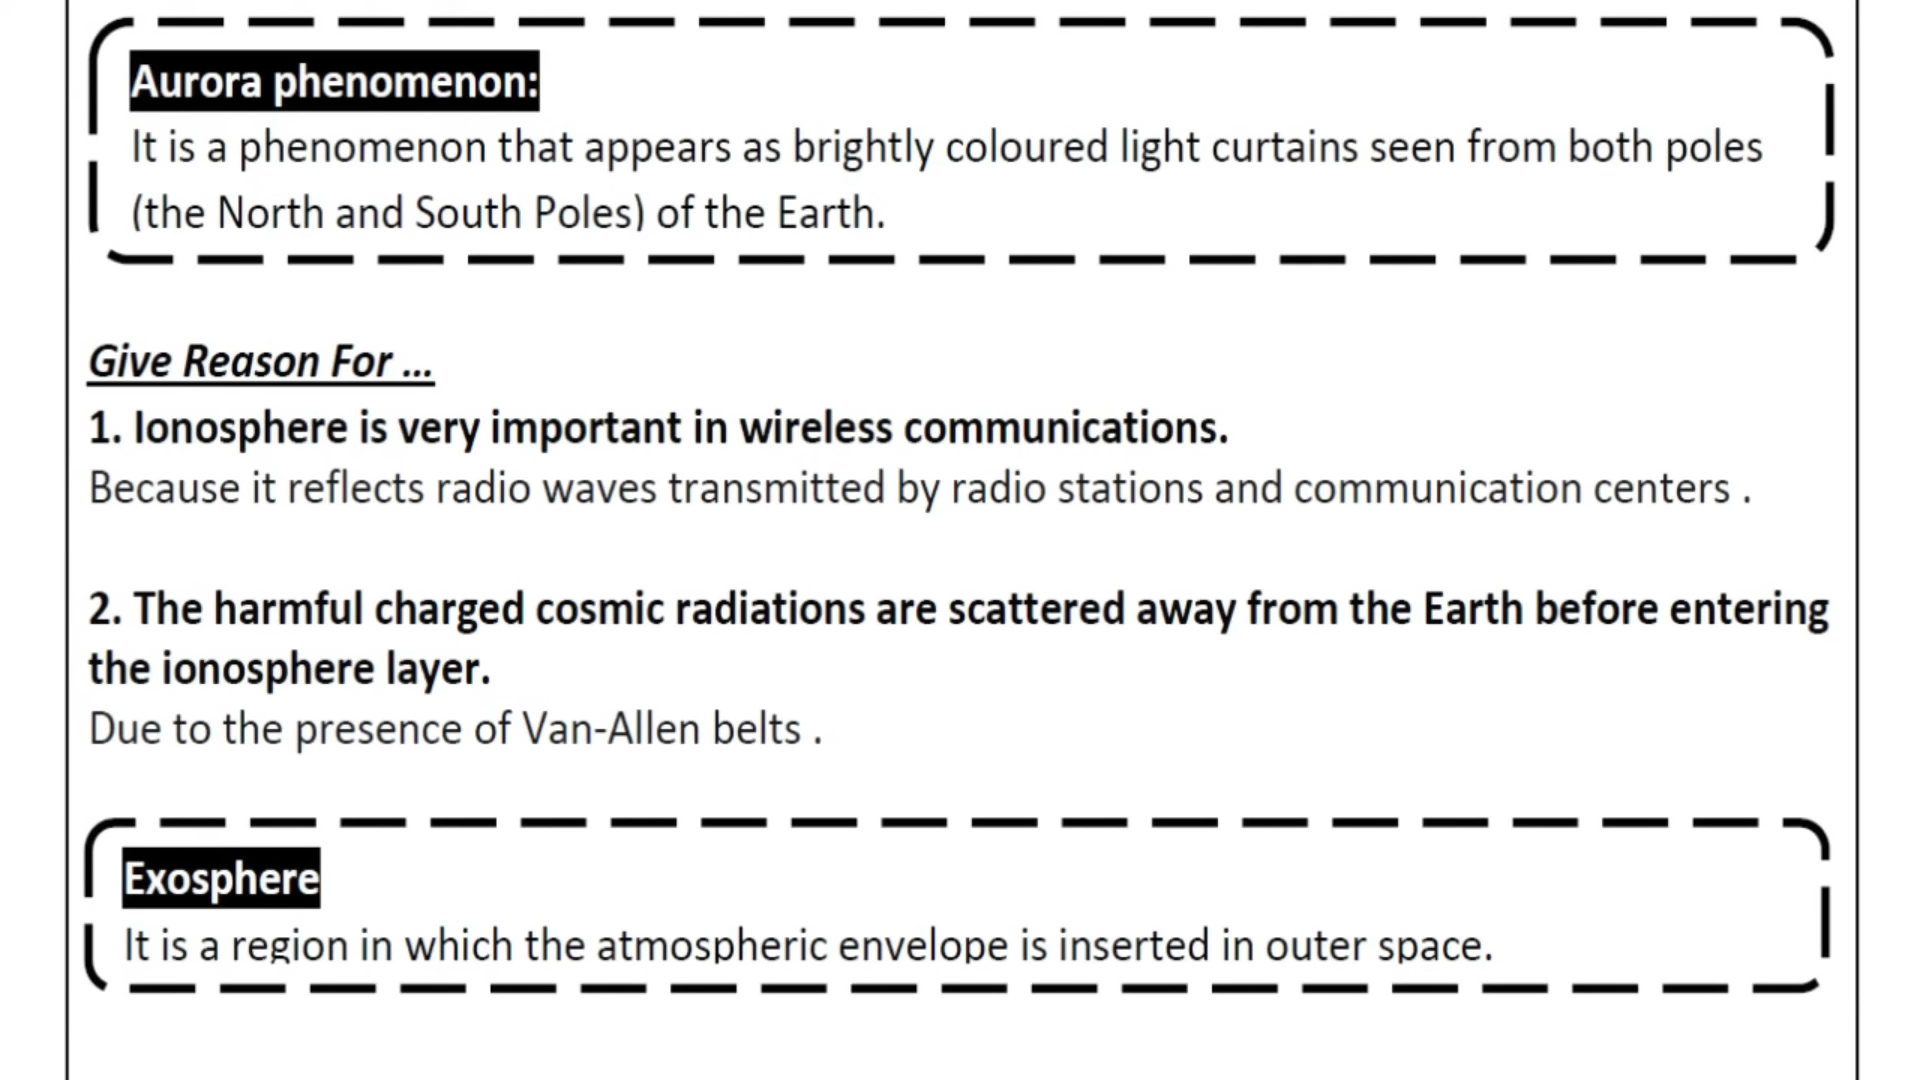 Aurora phenomenon:
It is a phenomenon that appears as brightly coloured light curtains seen from both poles
(the North and South Poles) of the Earth.
Give Reason For ...
1. Ionosphere is very important in wireless communications.
Because it reflects radio waves transmitted by radio stations and communication centers .
2. The harmful charged cosmic radiations are scattered away from the Earth before entering
the ionosphere layer.
Due to the presence of Van-Allen belts .
Exosphere
It is a region in which the atmospheric envelope is inserted in outer space.